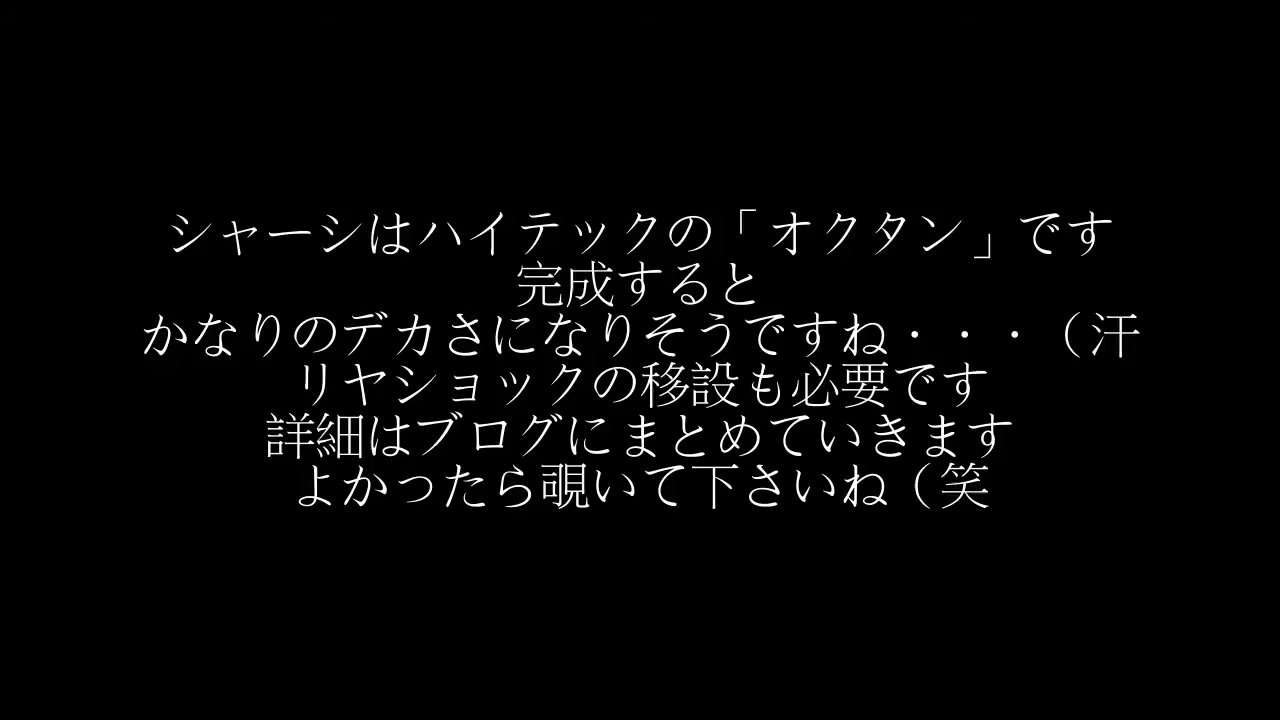 シャーシはハイテックの「オクタン」です
完成すると
かなりのデカさになりそうですね・・・（汗
リヤショックの移設も必要です
詳細はブログにまとめていきます
よかったら覗いて下さいね（笑